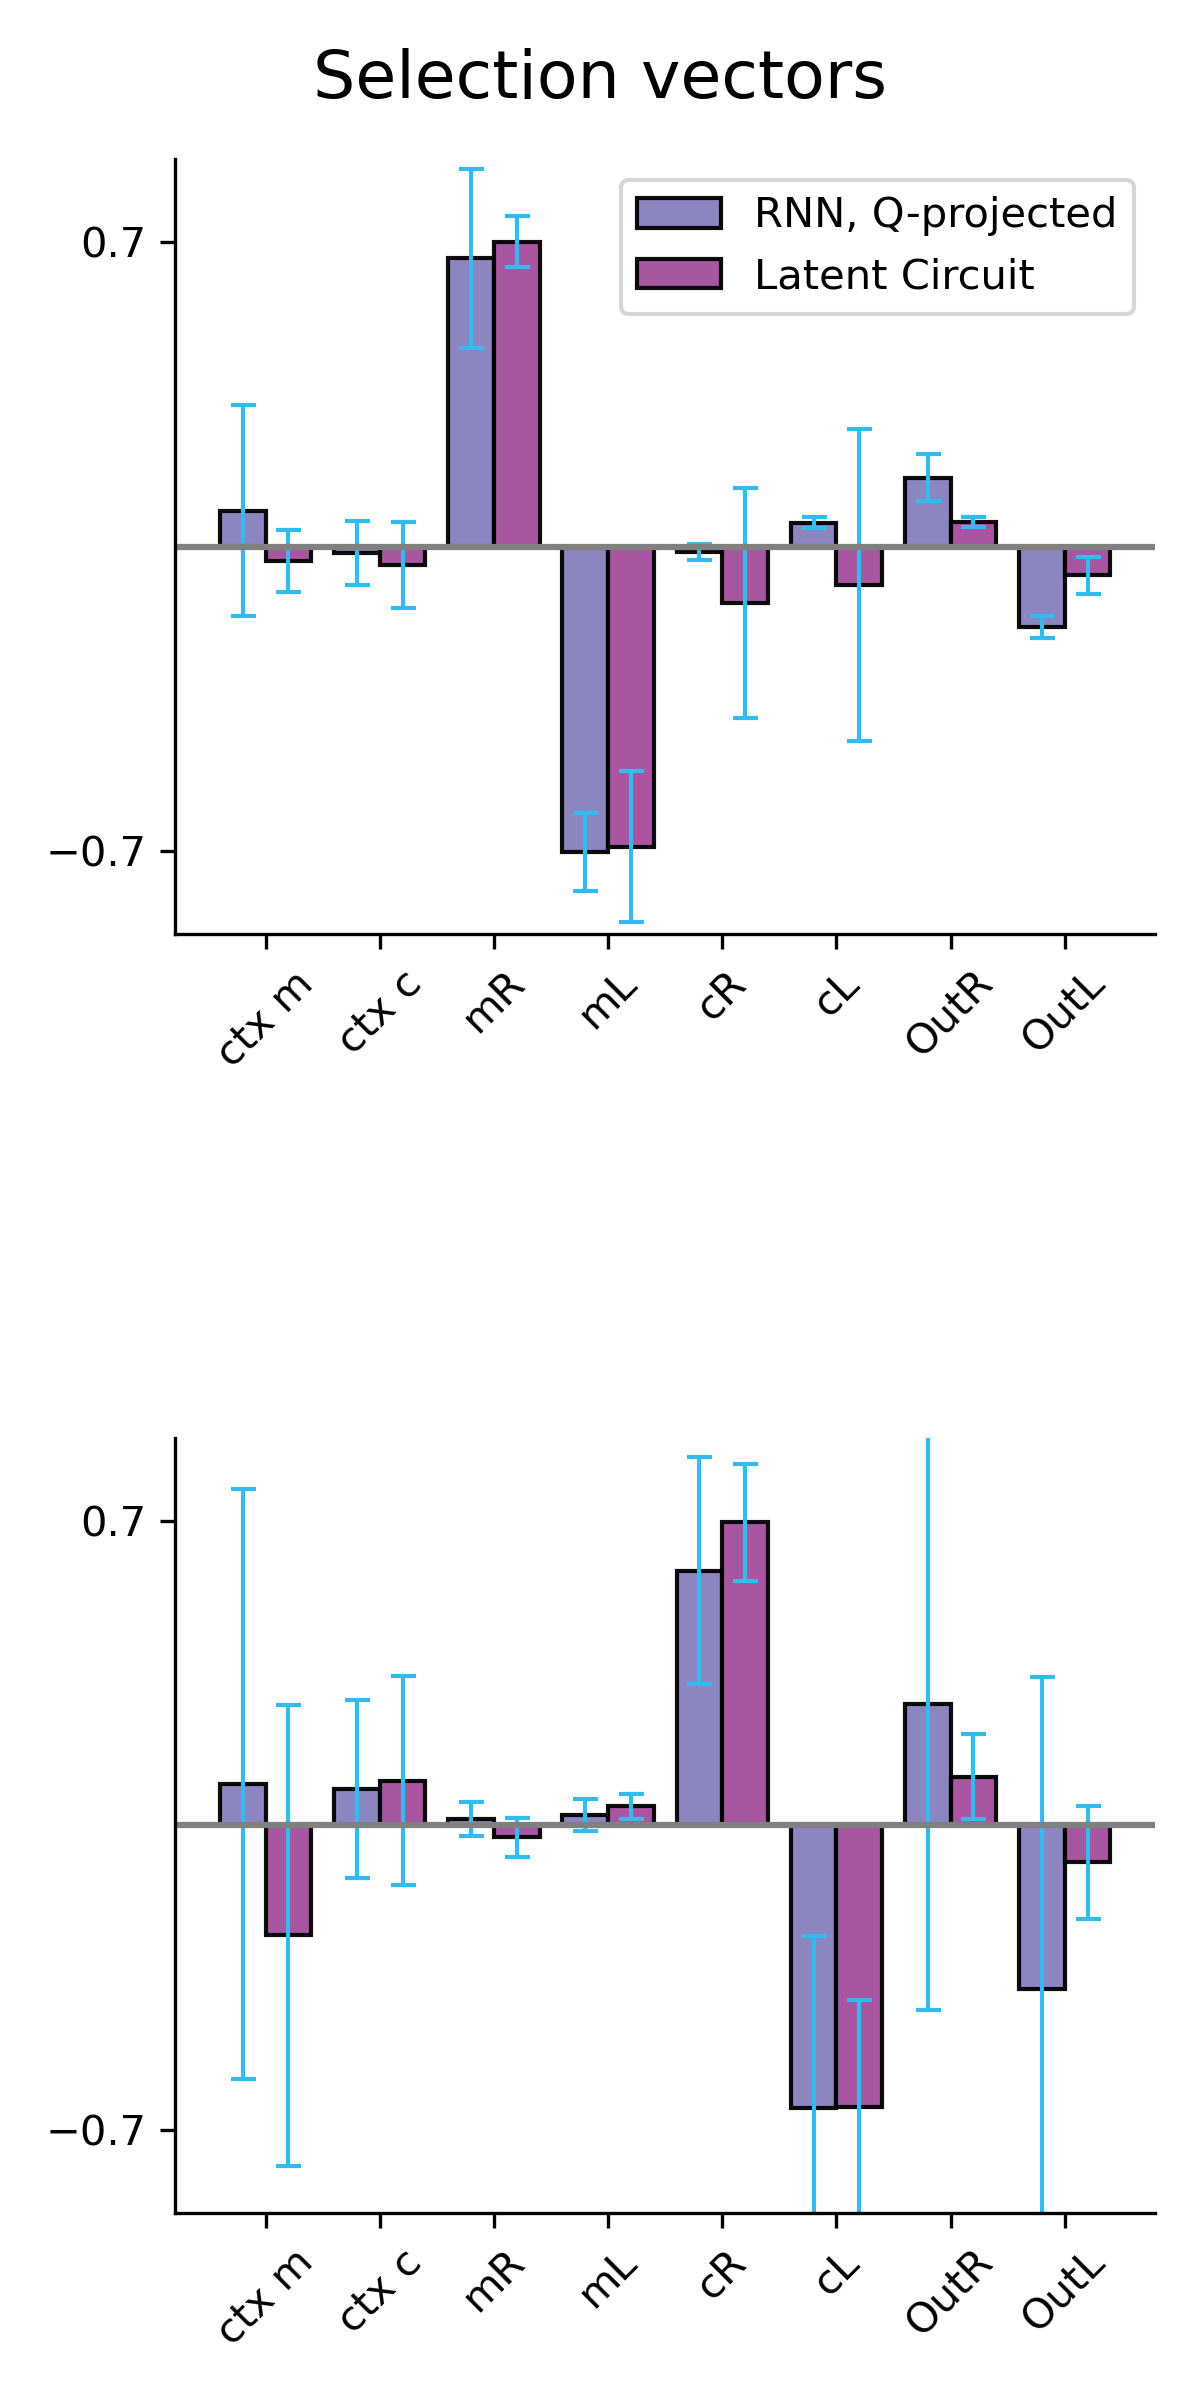 Selection vectors
RNN, Q-projected
Latent Circuit
0.7
−0.7
ctx m
ctx c
mR
mL
cR
cL
OutR
OutL
0.7
−0.7
ctx m
ctx c
mR
mL
cR
cL
OutR
OutL